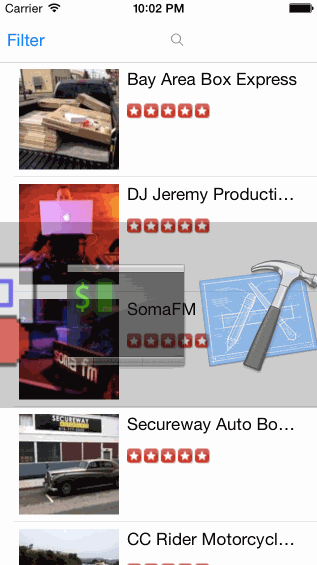 Carrier 10:02 PM
Filter
Bay Area Box Express
DJ Jeremy Producti…
$
SomaFM
soma fm
SECUREWAY
Secureway Auto Bo…
CC Rider Motorcycl…